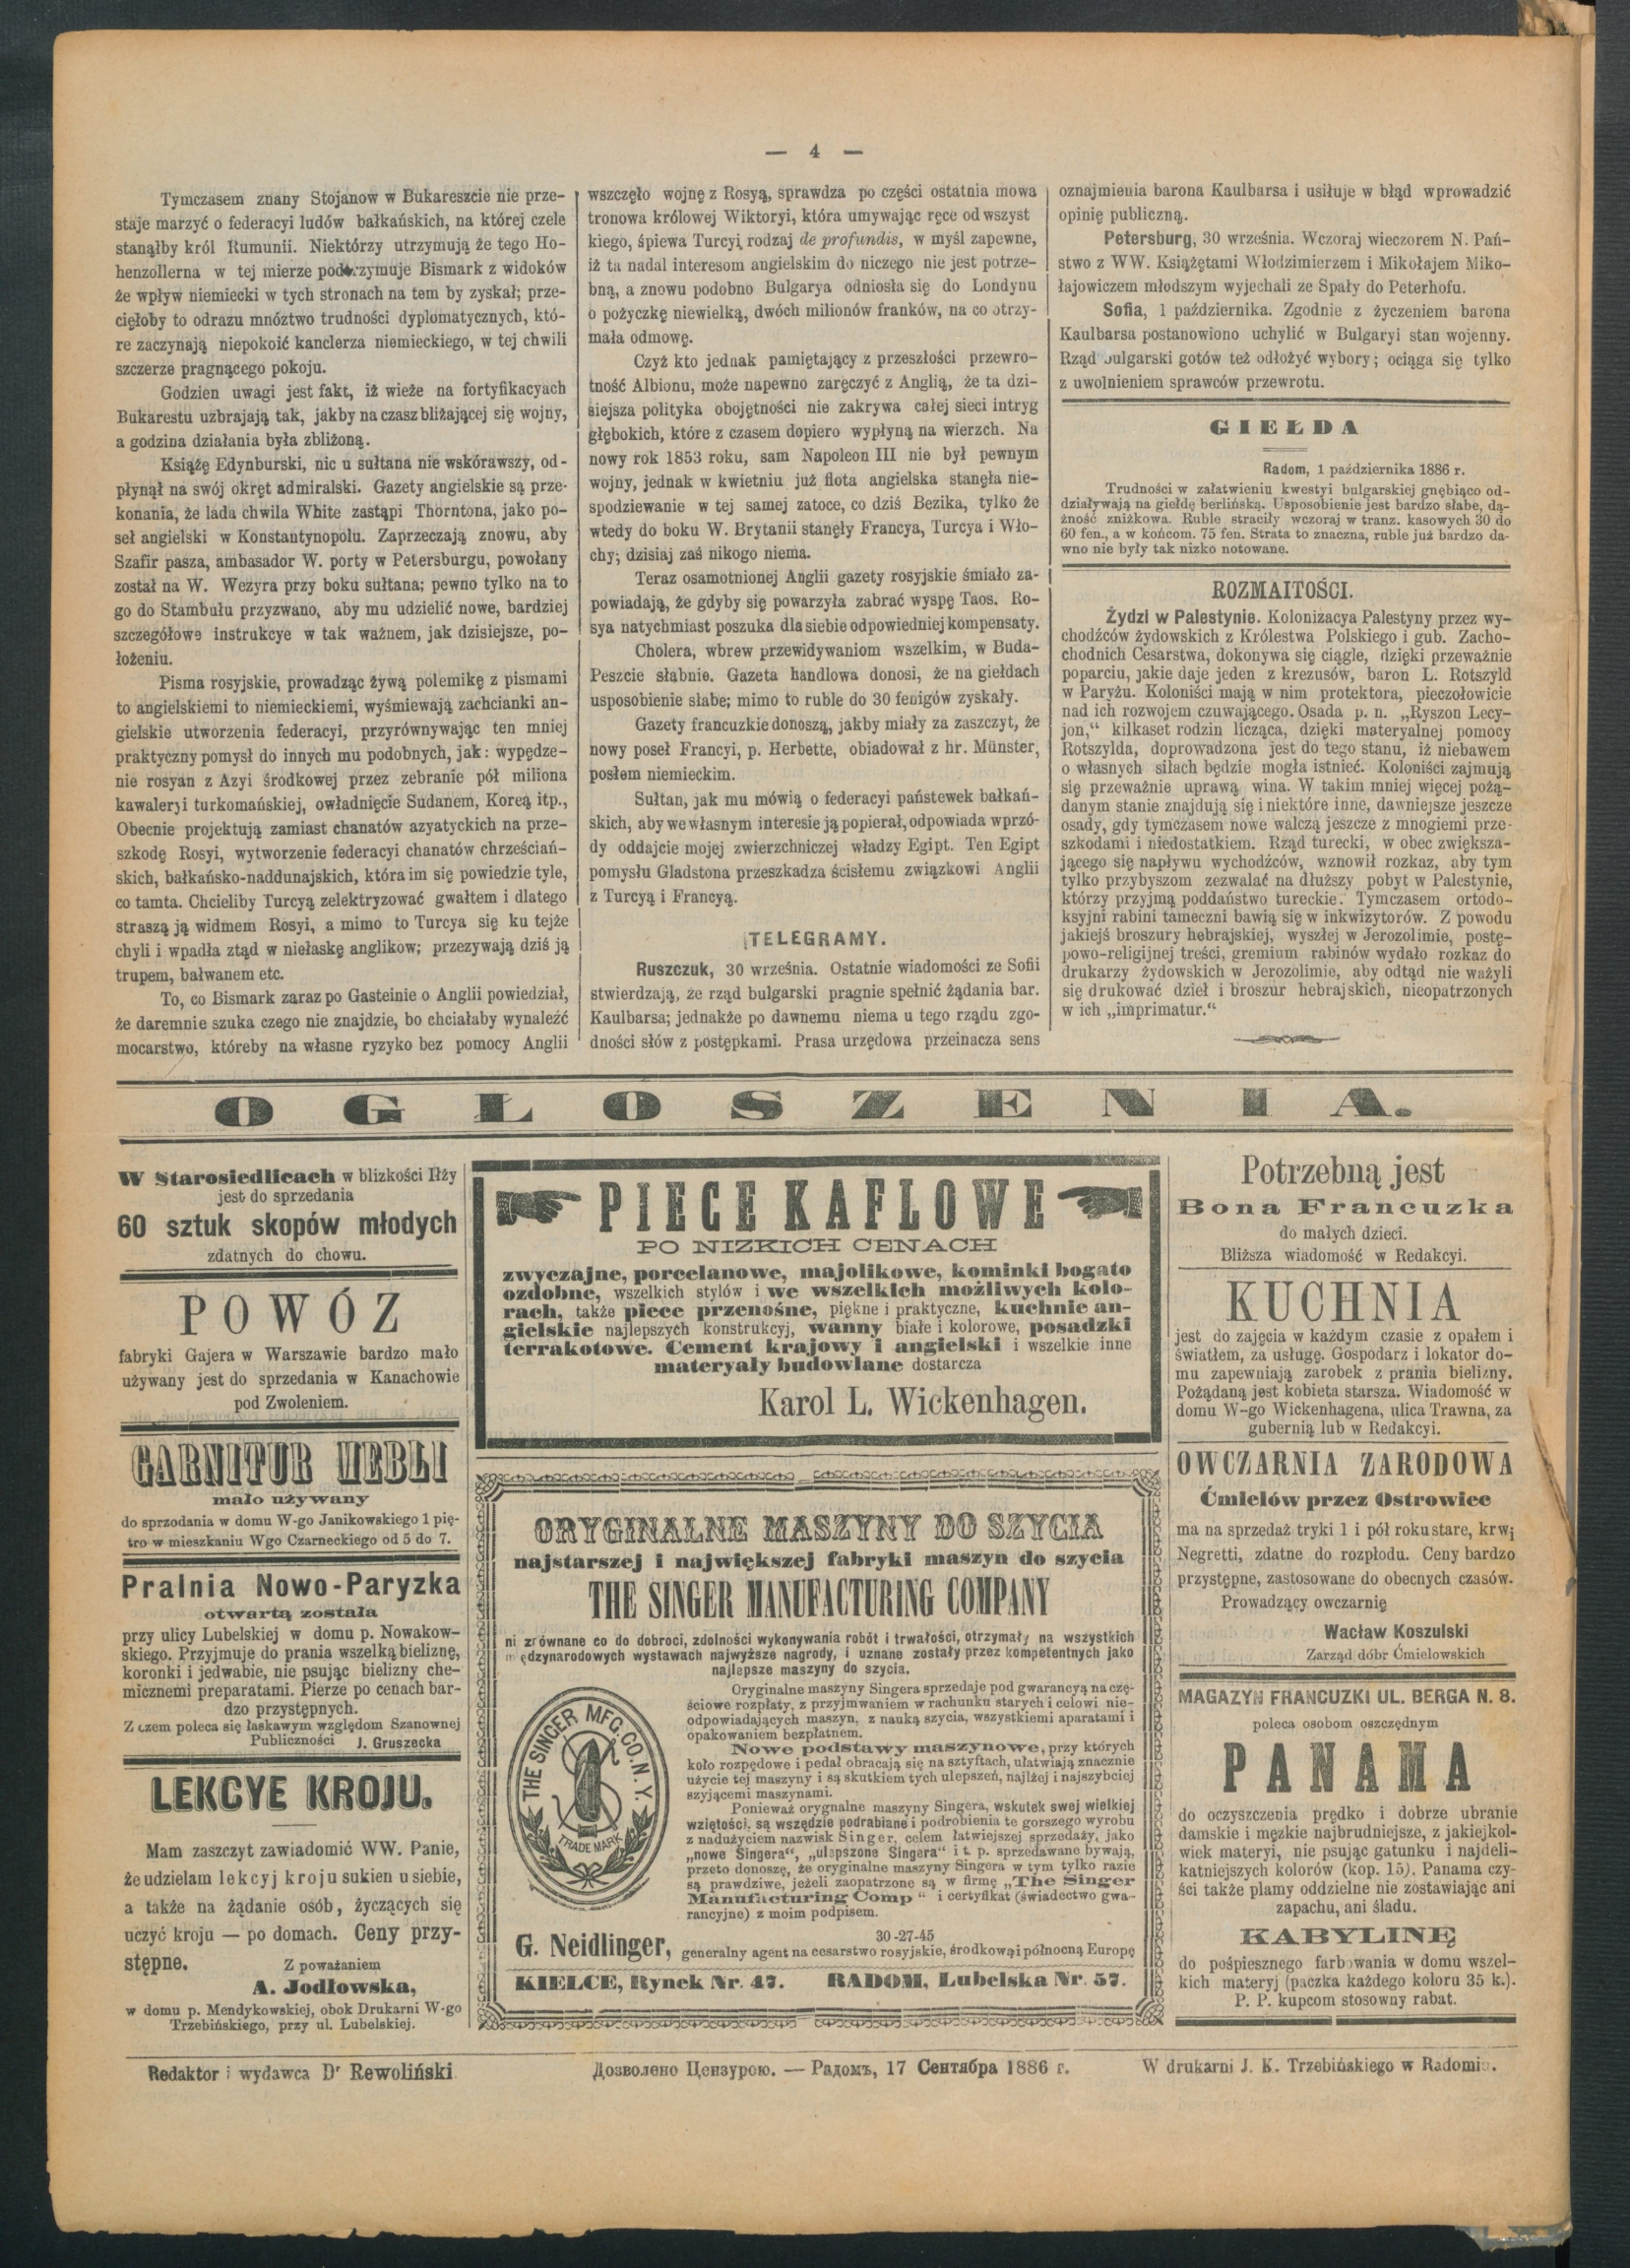 — 4 —
Tymczasem znany Stojanow w Bukareszcie nie prze-
staje marzyć o federacyi ludów bałkańskich, na której czele
stanąłby król Rumunii. Niektórzy utrzymują że tego Ho-
henzollerna w tej mierze podtrzymuje Bismark z widoków
że wpływ niemiecki w tych stronach na tem by zyskał; prze-
cięłoby to odrazu mnóztwo trudności dyplomatycznych, któ-
re zaczynają niepokoić kanclerza niemieckiego, w tej chwili
szczerze pragnącego pokoju.
Godzien uwagi jest fakt, iż wieże na fortyfikacyach
Bukarestu uzbrajają tak, jakby na czasz bliżającej się wojny,
a godzina działania była zbliżoną.
Książę Edynburski, nic u sułtana nie wskórawszy, od-
płynął na swój okręt admiralski. Gazety angielskie są prze-
konania, że lada chwila White zastąpi Thorntona, jako po-
seł angielski w Konstantynopolu. Zaprzeczają znowu, aby
Szafir pasza, ambasador W. porty w Petersburgu, powołany
został na W. Wezyra przy boku sułtana; pewno tylko na to
go do Stambułu przyzwano, aby mu udzielić nowe, bardziej
szczegółowe instrukcye w tak ważnem, jak dzisiejsze, po-
łożeniu.
Pisma rosyjskie, prowadząc żywą polemikę z pismami
to angielskiemi to niemieckiemi, wyśmiewają zachcianki an-
gielskie utworzenia federacyi, przyrównywając ten mniej
praktyczny pomysł do innych mu podobnych, jak: wypędze-
nie rosyan z Azyi środkowej przez zebranie pół miliona
kawaleryi turkomańskiej, owładnięcie Sudanem, Koreą itp.,
Obecnie projektują zamiast chanatów azyatyckich na prze-
szkodę Rosyi, wytworzenie federacyi chanatów chrześciań-
skich, bałkańsko-naddunajskich, która im się powiedzie tyle,
co tamta. Chcieliby Turcyą zelektryzować gwałtem i dlatego
straszą ją widmem Rosyi, a mimo to Turcya się ku tejże
chyli i wpadła ztąd w niełaskę anglikow; przezywają dziś ją
trupem, bałwanem etc.
To, co Bismark zaraz po Gasteinie o Anglii powiedział,
że daremnie szuka czego nie znajdzie, bo chciałaby wynaleźć
mocarstwo, któreby na własne ryzyko bez pomocy Anglii
wszczęło wojnę z Rosyą, sprawdza po części ostatnia mowa
tronowa królowej Wiktoryi, która umywając ręce od wszyst
kiego, śpiewa Turcyi rodzaj de profundis, w myśl zapewne,
iż ta nadal interesom angielskim do niczego nie jest potrze-
bną, a znowu podobno Bulgarya odniosła się do Londynu
o pożyczkę niewielką, dwóch milionów franków, na co otrzy-
mała odmowę.
Czyż kto jednak pamiętający z przeszłości przewro-
tność Albionu, może napewno zaręczyć z Anglią, że ta dzi-
siejsza polityka obojętności nie zakrywa całej sieci intryg
głębokich, które z czasem dopiero wypłyną na wierzch. Na
nowy rok 1853 roku, sam Napoleon III nie był pewnym
wojny, jednak w kwietniu już flota angielska stanęła nie-
spodziewanie w tej samej zatoce, co dziś Bezika, tylko że
wtedy do boku W. Brytanii stanęły Francya, Turcya i Wło-
chy; dzisiaj zaś nikogo niema.
Teraz osamotnionej Anglii gazety rosyjskie śmiało za-
powiadają, że gdyby się powarzyła zabrać wyspę Taos. Ro-
sya natychmiast poszuka dla siebie odpowiedniej kompensaty.
Cholera, wbrew przewidywaniom wszelkim, w Buda-
Peszcie słabnie. Gazeta handlowa donosi, że na giełdach
usposobienie słabe; mimo to ruble do 30 fenigów zyskały.
Gazety francuzkie donoszą, jakby miały za zaszczyt, że
nowy poseł Francyi, p. Herbette, obiadował z hr. Münster,
posłem niemieckim.
Sułtan, jak mu mówią o federacyi państewek bałkań-
skich, aby we własnym interesie ją popierał, odpowiada wprzó-
dy oddajcie mojej zwierzchniczej władzy Egipt. Ten Egipt
pomysłu Gladstona przeszkadza ścisłemu związkowi Anglii
z Turcyą i Francyą.
TELEGRAMY.
Ruszczuk, 30 września. Ostatnie wiadomości ze Sofii
stwierdzają, że rząd bulgarski pragnie spełnić żądania bar.
Kaulbarsa; jednakże po dawnemu niema u tego rządu zgo-
dności słów z postępkami. Prasa urzędowa przeinacza sens
oznajmienia barona Kaulbarsa i usiłuje w błąd wprowadzić
opinię publiczną.
Petersburg, 30 września. Wczoraj wieczorem N. Pań-
stwo z WW. Książętami Włodzimierzem i Mikołajem Miko-
łajowiczem młodszym wyjechali ze Spały do Peterhofu.
Sofia, 1 października. Zgodnie z życzeniem barona
Kaulbarsa postanowiono uchylić w Bulgaryi stan wojenny.
Rząd bulgarski gotów też odłożyć wybory; ociąga się tylko
z uwolnieniem sprawców przewrotu.
GIEŁDA
Radom, 1 października 1886 r.
Trudności w załatwieniu kwestyi bulgarskiej gnębiąco od-
działywają na giełdę berlińską. Usposobienie jest bardzo słabe, dą-
żność zniżkowa. Ruble straciły wczoraj w tranz. kasowych 30 do
60 fen., a w końcom. 75 fen. Strata to znaczna, ruble już bardzo da-
wno nie były tak nizko notowane.
ROZMAITOŚCI.
Żydzi w Palestynie. Kolonizacya Palestyny przez wy-
chodźców żydowskich z Królestwa Polskiego i gub. Zacho-
chodnich Cesarstwa, dokonywa się ciągle, dzięki przeważnie
poparciu, jakie daje jeden z krezusów, baron L. Rotszyld
w Paryżu. Koloniści mają w nim protektora, pieczołowicie
nad ich rozwojem czuwającego. Osada p. n. „Ryszon Lecy-
jon,“ kilkaset rodzin licząca, dzięki materyalnej pomocy
Rotszylda, doprowadzona jest do tego stanu, iż niebawem
o własnych siłach będzie mogła istnieć. Koloniści zajmują
się przeważnie uprawą wina. W takim mniej więcej pożą-
danym stanie znajdują się i niektóre inne, dawniejsze jeszcze
osady, gdy tymczasem nowe walczą jeszcze z mnogiemi prze-
szkodami i niedostatkiem. Rząd turecki, w obec zwiększa-
jącego się napływu wychodźców, wznowił rozkaz, aby tym
tylko przybyszom zezwalać na dłuższy pobyt w Palestynie,
którzy przyjmą poddaństwo tureckie. Tymczasem ortodo-
ksyjni rabini tameczni bawią się w inkwizytorów. Z powodu
jakiejś broszury hebrajskiej, wyszłej w Jerozolimie, postę-
powo-religijnej treści, gremium rabinów wydało rozkaz do
drukarzy żydowskich w Jerozolimie, aby odtąd nie ważyli
się drukować dzieł i broszur hebrajskich, nieopatrzonych
w ich „imprimatur.“
OGŁOSZENIA.
W Starosiedlicach w blizkości Iłży
jest do sprzedania
60 sztuk skopów młodych
zdatnych do chowu.
POWÓZ
fabryki Gajera w Warszawie bardzo mało
używany jest do sprzedania w Kanachowie
pod Zwoleniem.
GARNITUR MEBLI
mało używany
do sprzodania w domu W-go Janikowskiego 1 pię-
tro w mieszkaniu Wgo Czarneckiego od 5 do 7.
Pralnia Nowo-Paryzka
otwartą została
przy ulicy Lubelskiej w domu p. Nowakow-
skiego. Przyjmuje do prania wszelką bieliznę,
koronki i jedwabie, nie psując bielizny che-
micznemi preparatami. Pierze po cenach bar-
dzo przystępnych.
Z czem poleca się łaskawym względom Szanownej
Publiczności J. Gruszecka
LEKCYE KROJU.
Mam zaszczyt zawiadomić WW. Panie,
że udzielam lekcyj kroju sukien u siebie,
a także na żądanie osób, życzących się
uczyć kroju — po domach. Ceny przy-
stępne.
Z poważaniem
A. Jodłowska,
w domu p. Mendykowskiej, obok Drukarni W-go
Trzebińskiego, przy ul. Lubelskiej.
PIECE KAFLOWE
PO NIZKICH CENACH
zwyczajne, porcelanowe, majolikowe, kominki bogato
ozdobne, wszelkich stylów i we wszelkich możliwych kolo-
rach, także piece przenośne, piękne i praktyczne, kuchnie an-
gielskie najlepszych konstrukcyj, wanny białe i kolorowe, posadzki
terrakotowe. Cement krajowy i angielski i wszelkie inne
materyały budowlane dostarcza
Karol L. Wickenhagen.
ORYGINALNE MASZYNY DO SZYCIA
najstarszej i największej fabryki maszyn do szycia
THE SINGER MANUFACTURING COMPANY
ni zrównane co do dobroci, zdolności wykonywania robót i trwałości, otrzymały na wszystkich
międzynarodowych wystawach najwyższe nagrody, i uznane zostały przez kompetentnych jako
najlepsze maszyny do szycia.
THE SINGER MFG. CO. N. Y.
TRADE MARK
Oryginalne maszyny Singera sprzedaje pod gwarancyą na czę-
ściowe rozpłaty, z przyjmwaniem w rachunku starych i celowi nie-
odpowiadających maszyn, z nauką szycia, wszystkiemi aparatami i
opakowaniem bezpłatnem.
Nowe podstawy maszynowe, przy których
koło rozpędowe i pedał obracają się na sztyftach, ułatwiają znacznie
użycie tej maszyny i są skutkiem tych ulepszeń, najlżej i najszybciej
szyjącemi maszynami.
Ponieważ orygnalne maszyny Singera, wskutek swej wielkiej
wziętości, są wszędzie podrabiane i podrobienia te gorszego wyrobu
z nadużyciem nazwisk Singer, celem łatwiejszej sprzedaży, jako
„nowe Singera“, „ulepszone Singera“ i t. p. sprzedawane bywają,
przeto donoszę, że oryginalne maszyny Singera w tym tylko razie
są prawdziwe, jeżeli zaopatrzone są w firmę „The Singer
Manufacturing Comp “ i certyfikat (świadectwo gwa-
rancyjne) z moim podpisem.
30-27-45
G. Neidlinger, generalny agent na cesarstwo rosyjskie, środkową i północną Europę
KIELCE, Rynek Nr. 47. RADOM, Lubelska Nr. 57.
Potrzebną jest
Bona Francuzka
do małych dzieci.
Bliższa wiadomość w Redakcyi.
KUCHNIA
jest do zajęcia w każdym czasie z opałem i
światłem, za usługę. Gospodarz i lokator do-
mu zapewniają zarobek z prania bielizny.
Pożądaną jest kobieta starsza. Wiadomość w
domu W-go Wickenhagena, ulica Trawna, za
gubernią lub w Redakcyi.
OWCZARNIA ZARODOWA
Ćmielów przez Ostrowiec
ma na sprzedaż tryki 1 i pół roku stare, krwi
Negretti, zdatne do rozpłodu. Ceny bardzo
przystępne, zastosowane do obecnych czasów.
Prowadzący owczarnię
Wacław Koszulski
Zarząd dóbr Ćmielowskich
MAGAZYN FRANCUZKI UL. BERGA N. 8.
poleca osobom oszczędnym
PANAMA
do oczyszczenia prędko i dobrze ubranie
damskie i męzkie najbrudniejsze, z jakiejkol-
wiek materyi, nie psując gatunku i najdeli-
katniejszych kolorów (kop. 15). Panama czy-
ści także plamy oddzielne nie zostawiając ani
zapachu, ani śladu.
KABYLINĘ
do pośpiesznego farbowania w domu wszel-
kich materyj (paczka każdego koloru 35 k.).
P. P. kupcom stosowny rabat.
Redaktor i wydawca Dr Rewoliński
Дозволено Цензурою. — Радомъ, 17 Сентября 1886 г.
W drukarni J. K. Trzebińskiego w Radomiu.